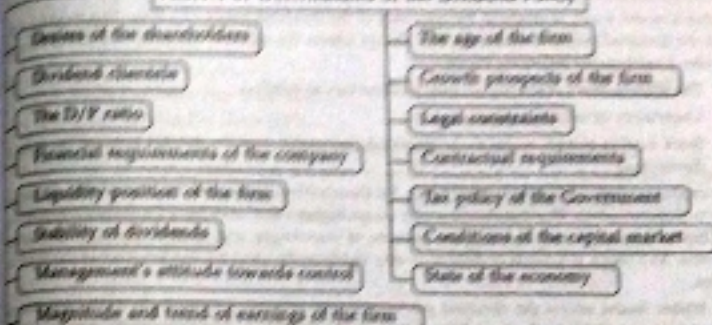 Desires of the shareholders
Dividend clientele
The D/P ratio
Financial requirements of the company
Liquidity position of the firm
Stability of dividends
Management's attitude towards control
Magnitude and trend of earnings of the firm
The age of the firm
Growth prospects of the firm
Legal constraints
Contractual requirements
Tax policy of the Government
Conditions of the capital market
State of the economy